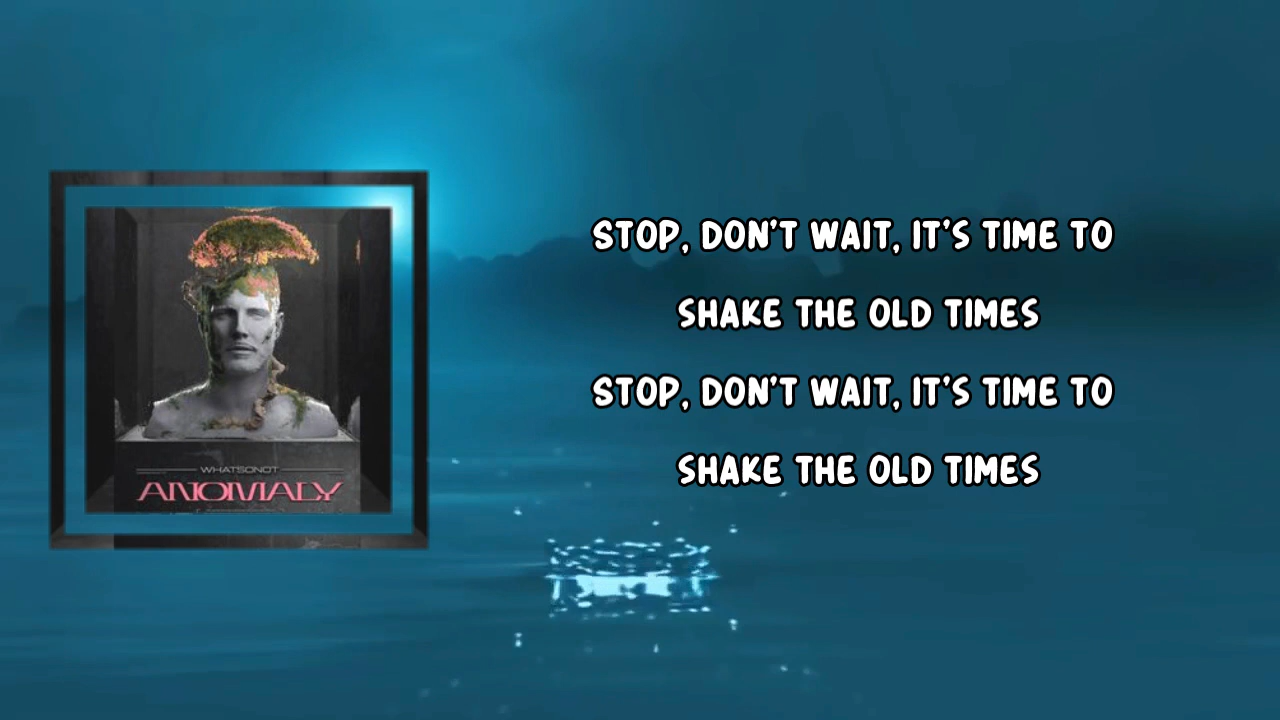 STOP, DON'T WAIT, IT'S TIME TO
SHAKE THE OLD TIMES
STOP, DON'T WAIT, IT'S TIME TO
SHAKE THE OLD TIMES
WHATSONOT
ANOMALY